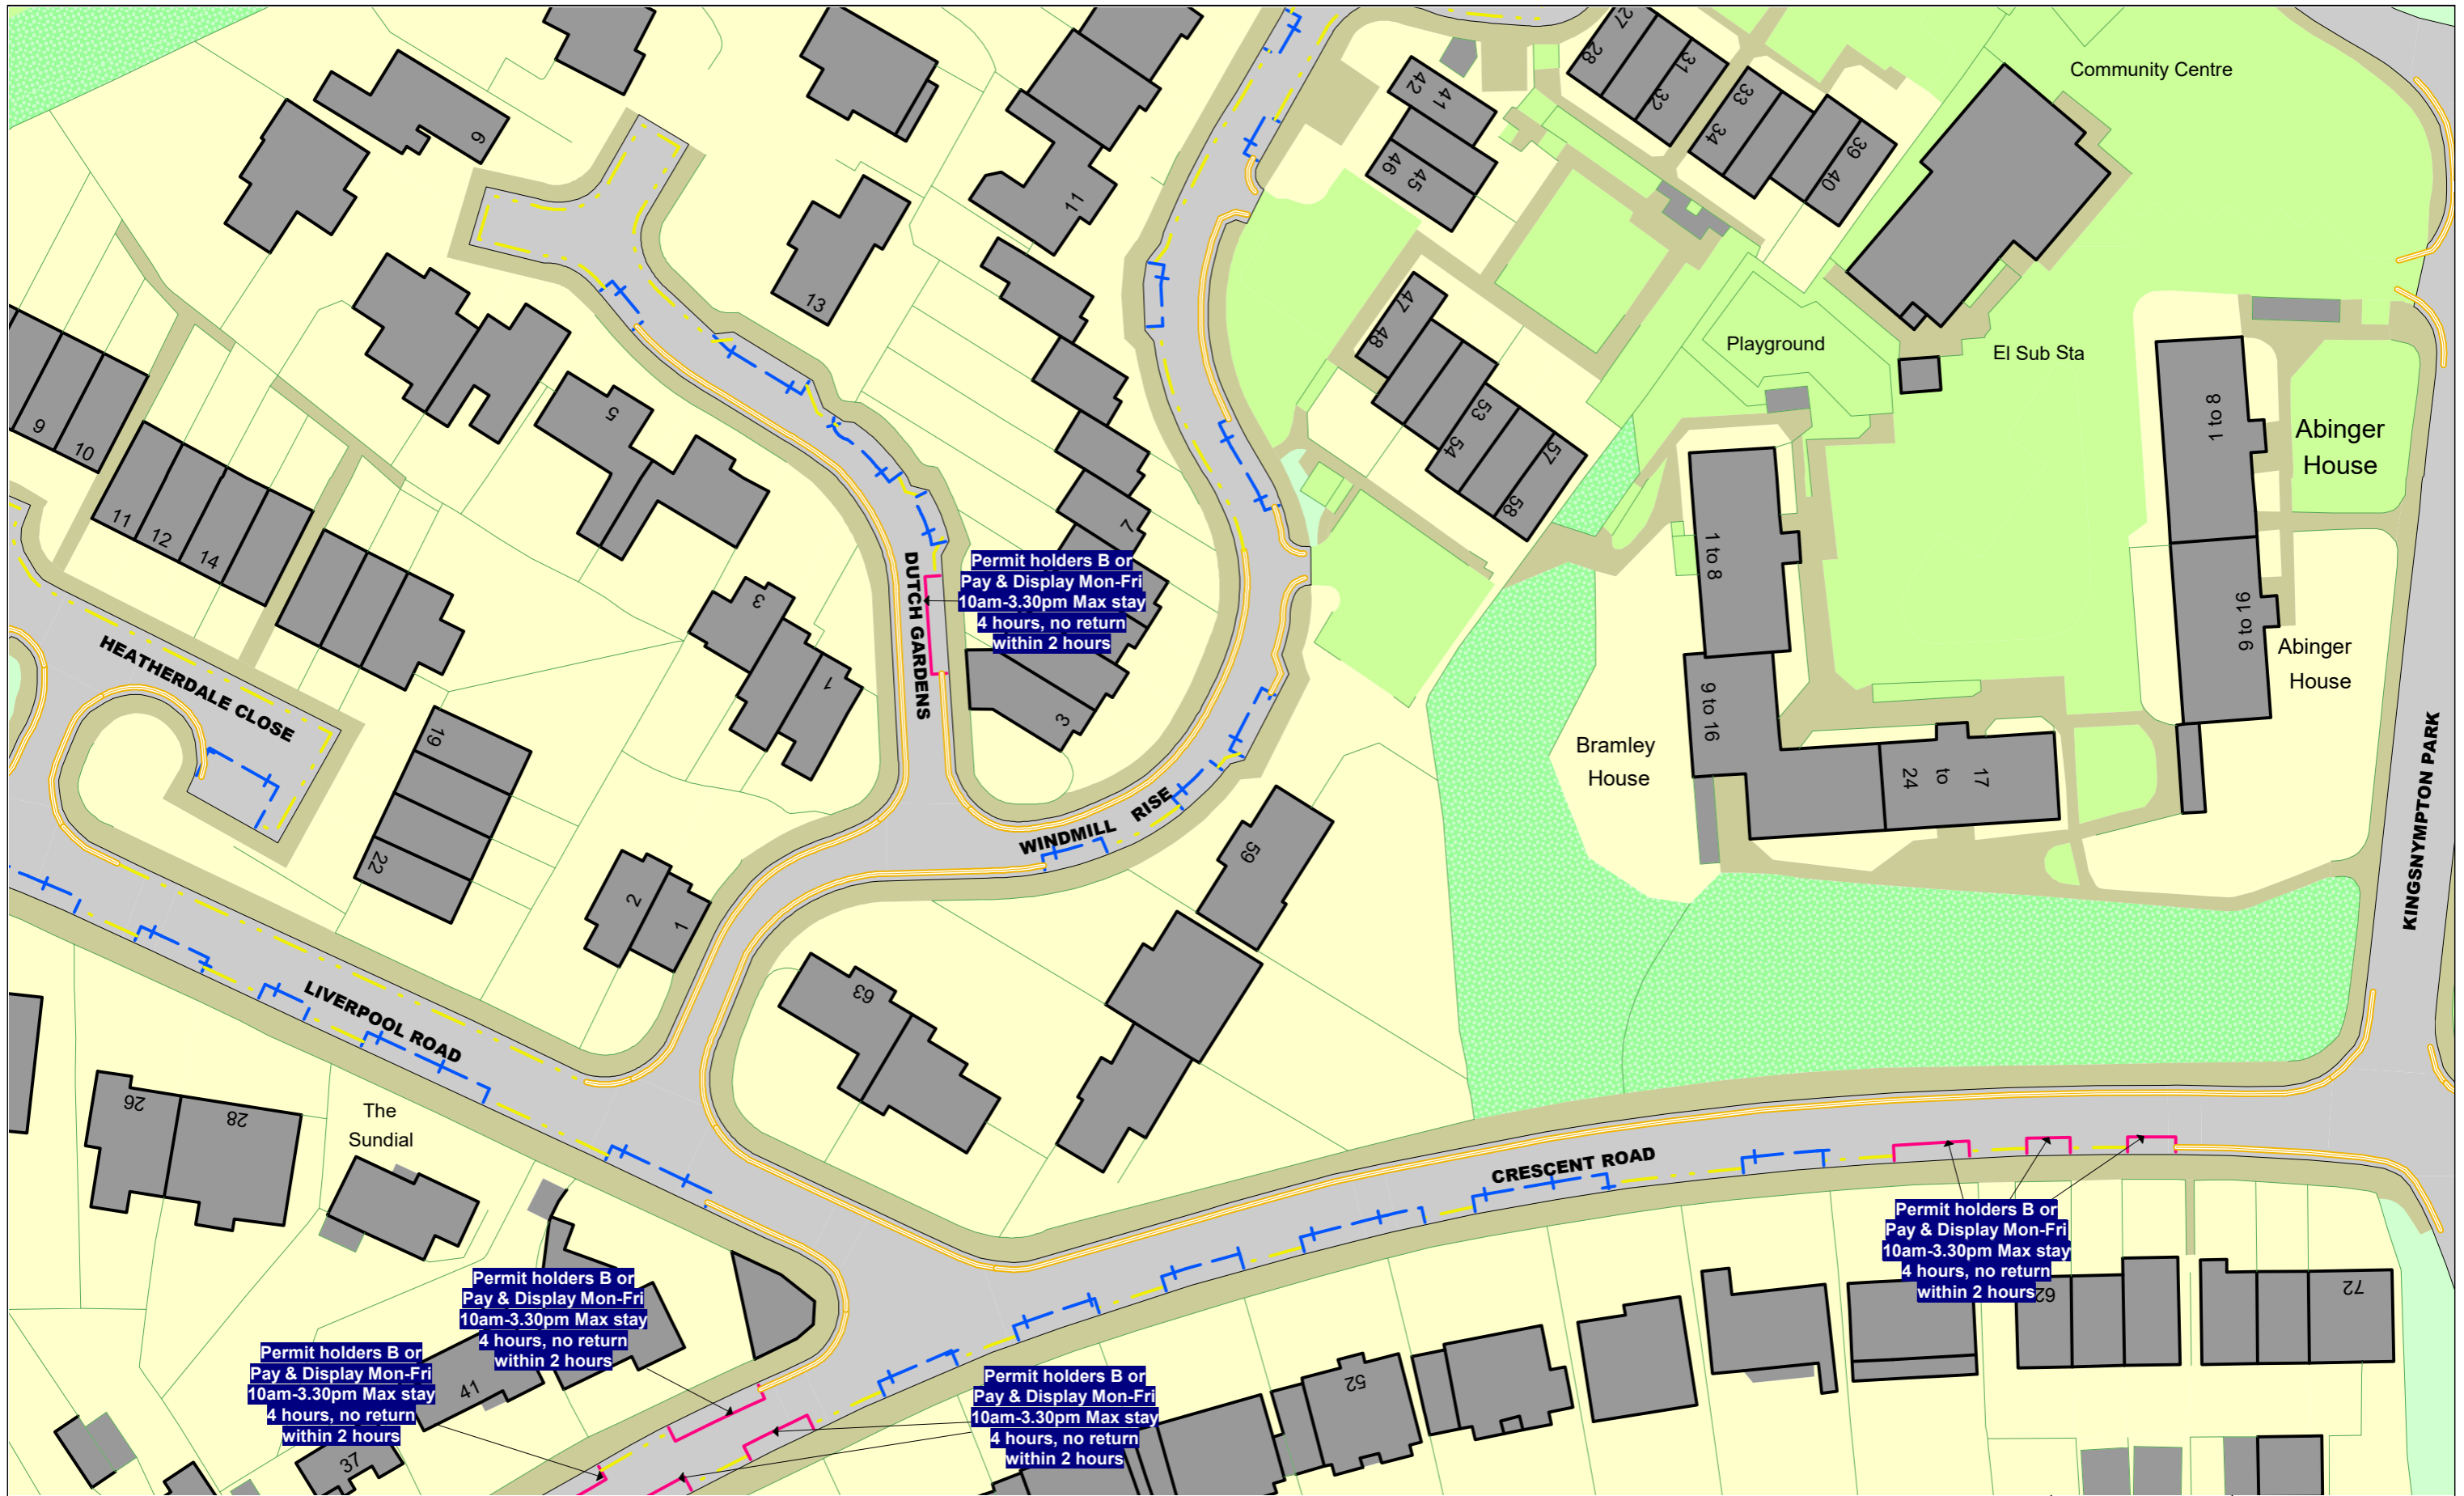 27
28
31
32
33
34
39
40
42
41
46
45
Community Centre
9
11
13
47
48
53
54
57
58
Playground
El Sub Sta
1 to 8
Abinger
House
9
10
11
12
14
5
7
1 to 8
9 to 16
Abinger
House
Permit holders B or
Pay & Display Mon-Fri
10am-3.30pm Max stay
4 hours, no return
within 2 hours
DUTCH GARDENS
3
1
3
HEATHERDALE CLOSE
19
22
9 to 16
Bramley
House
24
to
17
KINGSNYMPTON PARK
WINDMILL RISE
59
2
1
63
LIVERPOOL ROAD
26
28
The
Sundial
CRESCENT ROAD
Permit holders B or
Pay & Display Mon-Fri
10am-3.30pm Max stay
4 hours, no return
within 2 hours
62
72
Permit holders B or
Pay & Display Mon-Fri
10am-3.30pm Max stay
4 hours, no return
within 2 hours
Permit holders B or
Pay & Display Mon-Fri
10am-3.30pm Max stay
4 hours, no return
within 2 hours
41
37
Permit holders B or
Pay & Display Mon-Fri
10am-3.30pm Max stay
4 hours, no return
within 2 hours
52